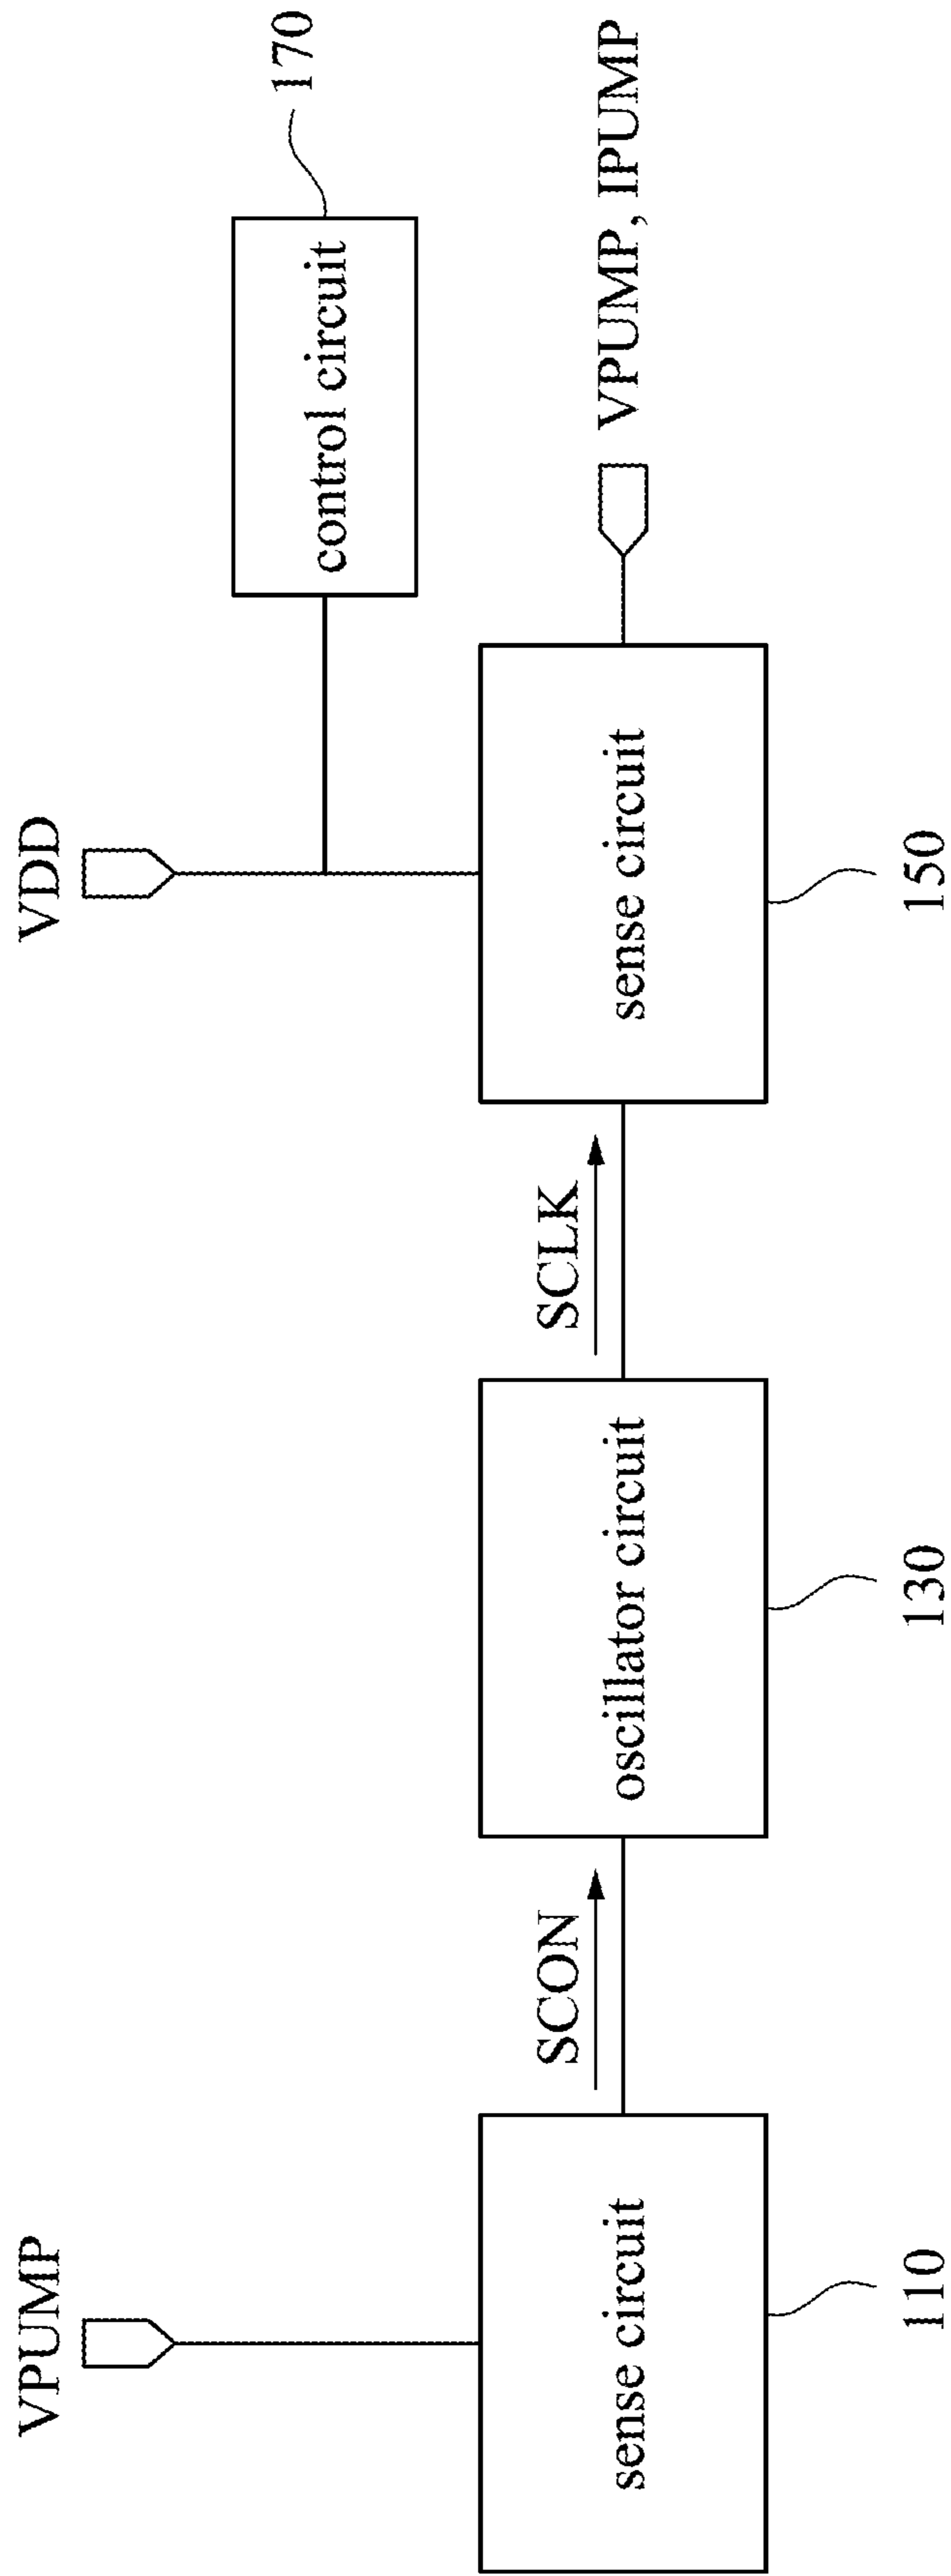 VPUMP
VDD
170
control circuit
SCON
SCLK
VPUMP, IPUMP
sense circuit
oscillator circuit
sense circuit
110
130
150